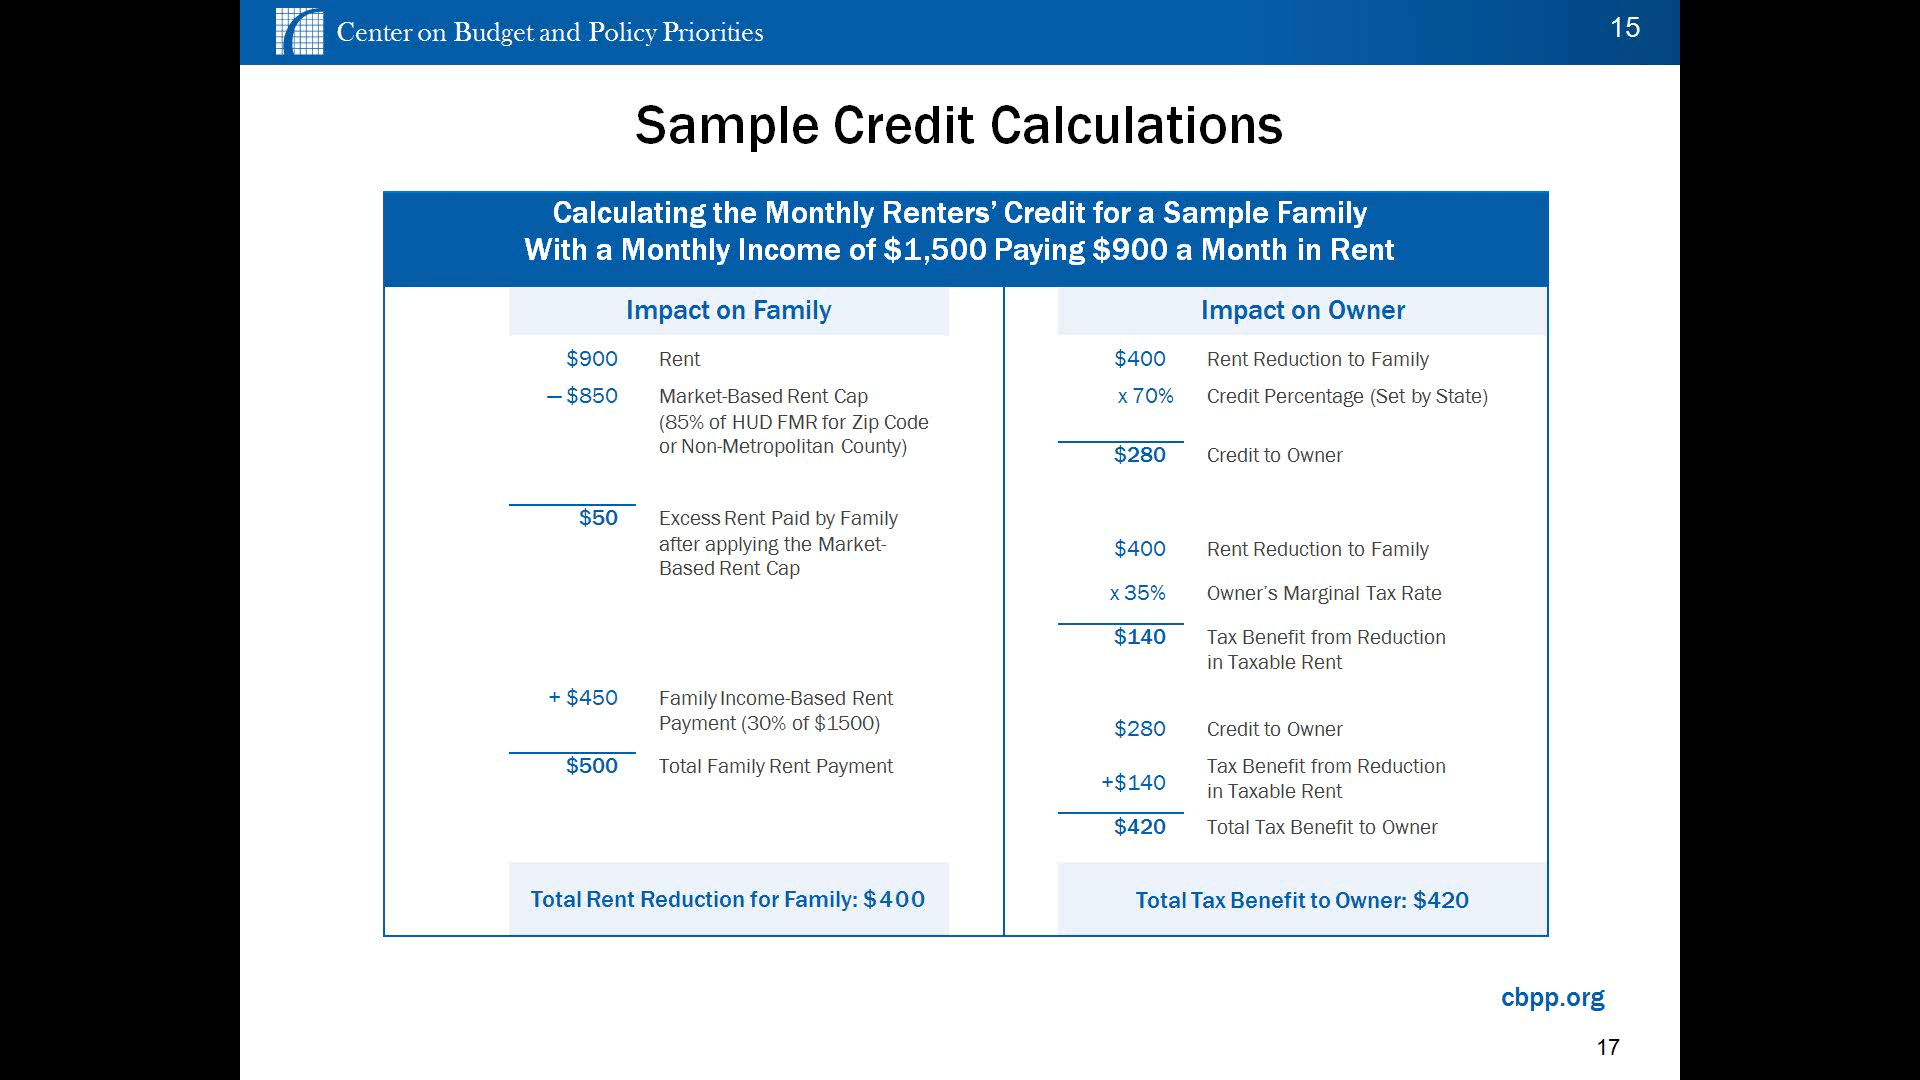 Center on Budget and Policy Priorities
15
Sample Credit Calculations
Calculating the Monthly Renters’ Credit for a Sample Family
With a Monthly Income of $1,500 Paying $900 a Month in Rent
Impact on Family
$900 Rent
— $850 Market-Based Rent Cap
(85% of HUD FMR for Zip Code
or Non-Metropolitan County)
$50 Excess Rent Paid by Family
after applying the Market-
Based Rent Cap
+ $450 Family Income-Based Rent
Payment (30% of $1500)
$500 Total Family Rent Payment
Total Rent Reduction for Family: $400
Impact on Owner
$400 Rent Reduction to Family
x 70% Credit Percentage (Set by State)
$280 Credit to Owner
$400 Rent Reduction to Family
x 35% Owner’s Marginal Tax Rate
$140 Tax Benefit from Reduction
in Taxable Rent
$280 Credit to Owner
+$140 Tax Benefit from Reduction
in Taxable Rent
$420 Total Tax Benefit to Owner
Total Tax Benefit to Owner: $420
cbpp.org
17